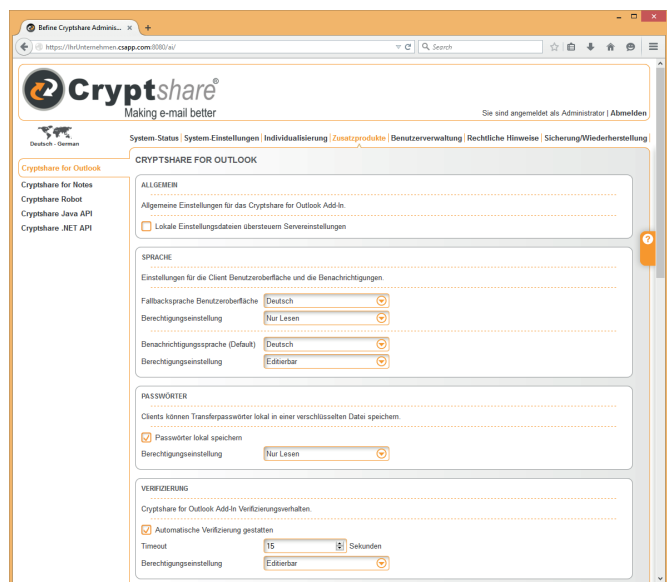 Befine Cryptshare Adminis...
https://IhrUnternehmen.csapp.com:8080/ai/
Search
Cryptshare®
Making e-mail better
Sie sind angemeldet als Administrator | Abmelden
Deutsch - German
System-Status | System-Einstellungen | Individualisierung | Zusatzprodukte | Benutzerverwaltung | Rechtliche Hinweise | Sicherung/Wiederherstellung
Cryptshare for Outlook
Cryptshare for Notes
Cryptshare Robot
Cryptshare Java API
Cryptshare .NET API
CRYPTSHARE FOR OUTLOOK
ALLGEMEIN
Allgemeine Einstellungen für das Cryptshare for Outlook Add-In.
Lokale Einstellungsdateien übersteuern Servereinstellungen
?
SPRACHE
Einstellungen für die Client Benutzeroberfläche und die Benachrichtigungen.
Fallbacksprache Benutzeroberfläche Deutsch
Berechtigungseinstellung Nur Lesen
Benachrichtigungssprache (Default) Deutsch
Berechtigungseinstellung Editierbar
PASSWÖRTER
Clients können Transferpasswörter lokal in einer verschlüsselten Datei speichern.
Passwörter lokal speichern
Berechtigungseinstellung Nur Lesen
VERIFIZIERUNG
Cryptshare for Outlook Add-In Verifizierungsverhalten.
Automatische Verifizierung gestatten
Timeout 15 Sekunden
Berechtigungseinstellung Editierbar